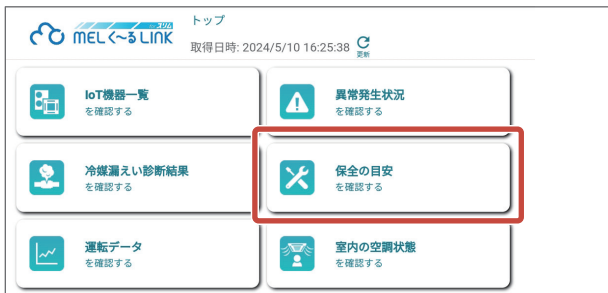 MELく〜るLINK
スリム
トップ
取得日時: 2024/5/10 16:25:38
更新
IoT機器一覧
を確認する
異常発生状況
を確認する
冷媒漏えい診断結果
を確認する
保全の目安
を確認する
運転データ
を確認する
室内の空調状態
を確認する